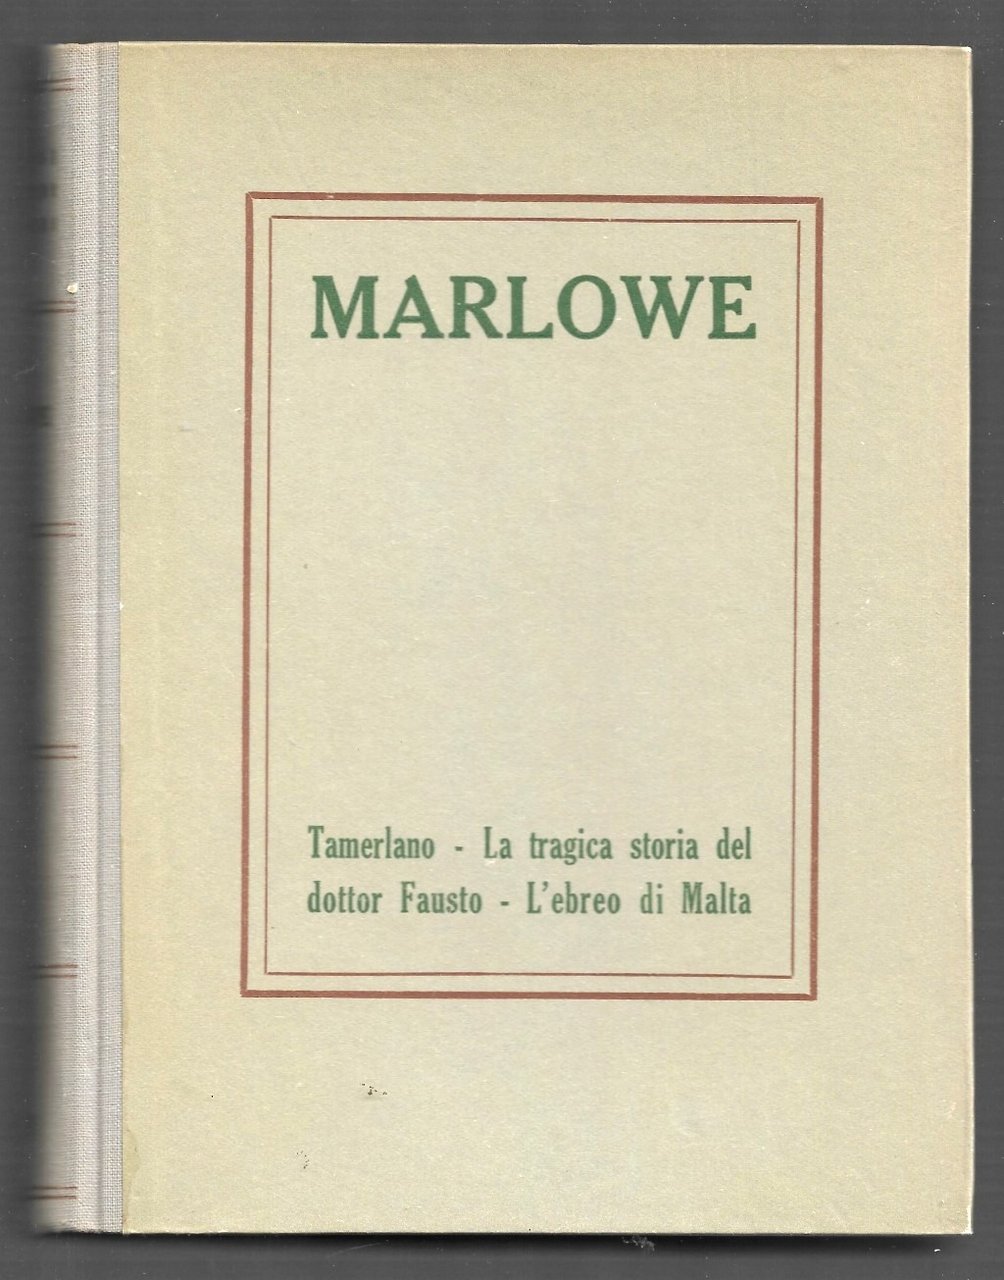 MARLOWE
Tamerlano - La tragica storia del
dottor Fausto - L'ebreo di Malta